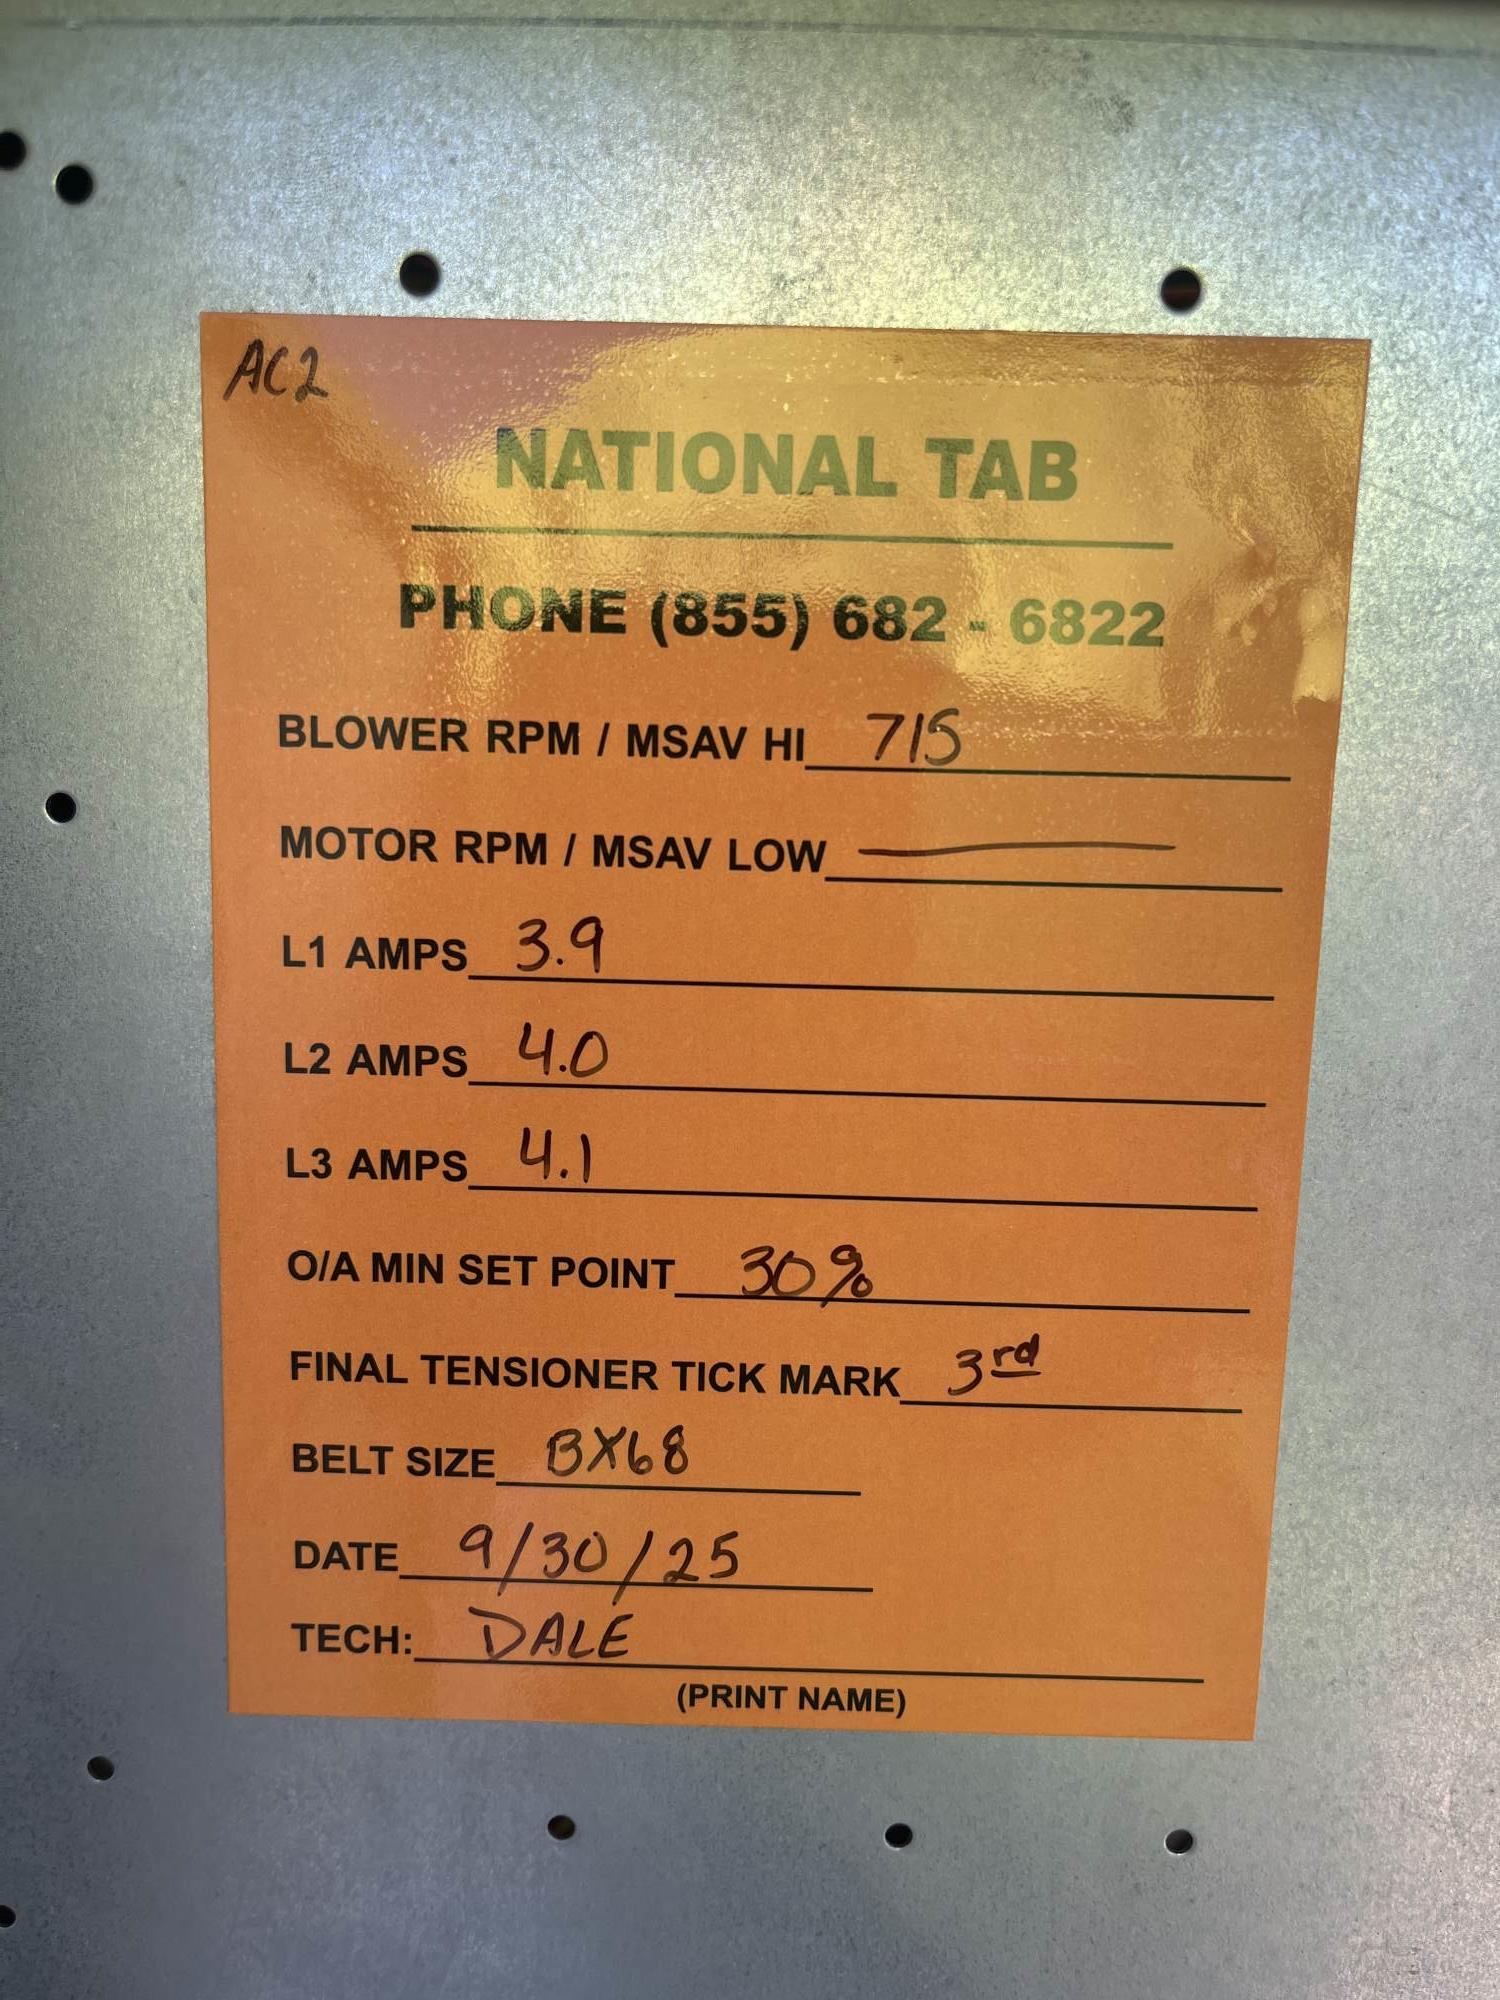 AC2
NATIONAL TAB
PHONE (855) 682 - 6822
BLOWER RPM / MSAV HI 715
MOTOR RPM / MSAV LOW —
L1 AMPS 3.9
L2 AMPS 4.0
L3 AMPS 4.1
O/A MIN SET POINT 30%
FINAL TENSIONER TICK MARK 3rd
BELT SIZE BX68
DATE 9/30/25
TECH: DALE
(PRINT NAME)